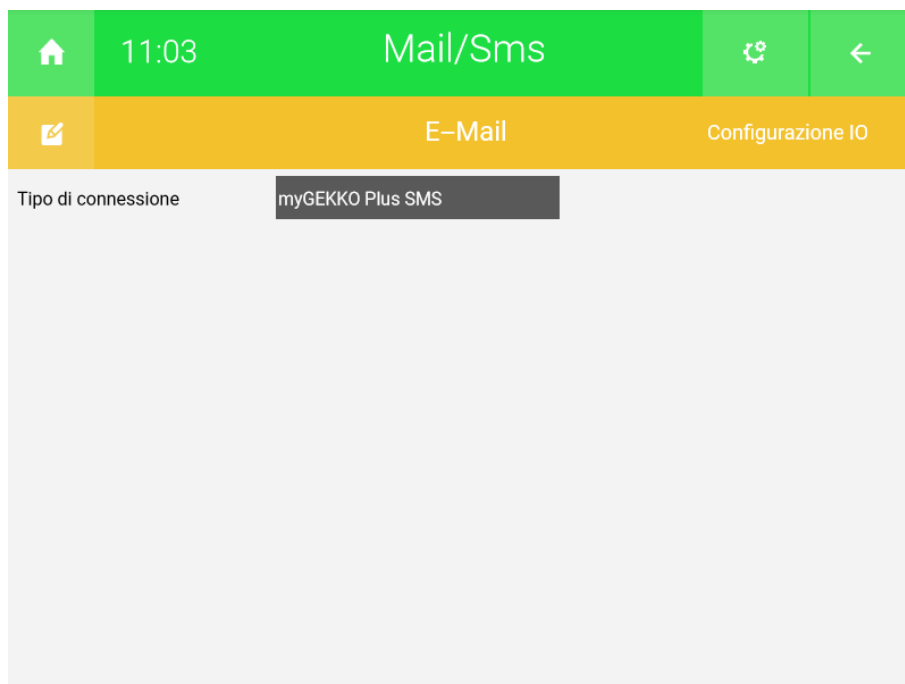 11:03
Mail/Sms
E–Mail
Configurazione IO
Tipo di connessione
myGEKKO Plus SMS